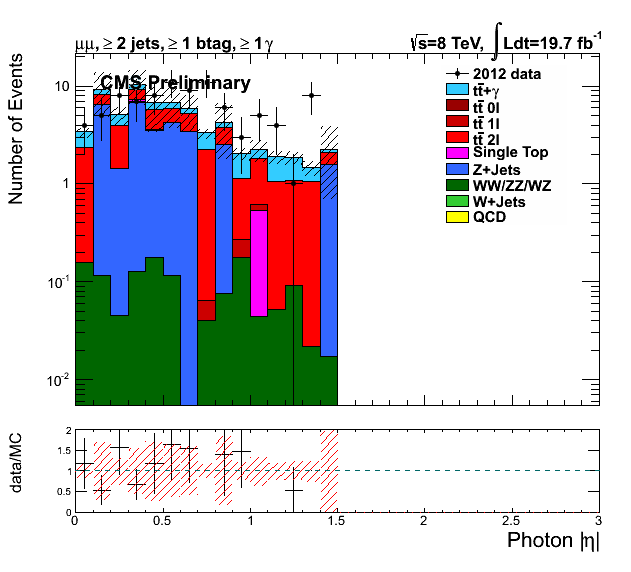 μμ, ≥ 2 jets, ≥ 1 btag, ≥ 1γ
√s=8 TeV, ∫Ldt=19.7 fb⁻¹
CMS Preliminary
2012 data
tt̄+γ
tt̄ 0l
tt̄ 1l
tt̄ 2l
Single Top
Z+Jets
WW/ZZ/WZ
W+Jets
QCD
Number of Events
10
1
10⁻¹
10⁻²
data/MC
2
1.5
1
0.5
0
0 0.5 1 1.5 2 2.5 3
Photon |η|